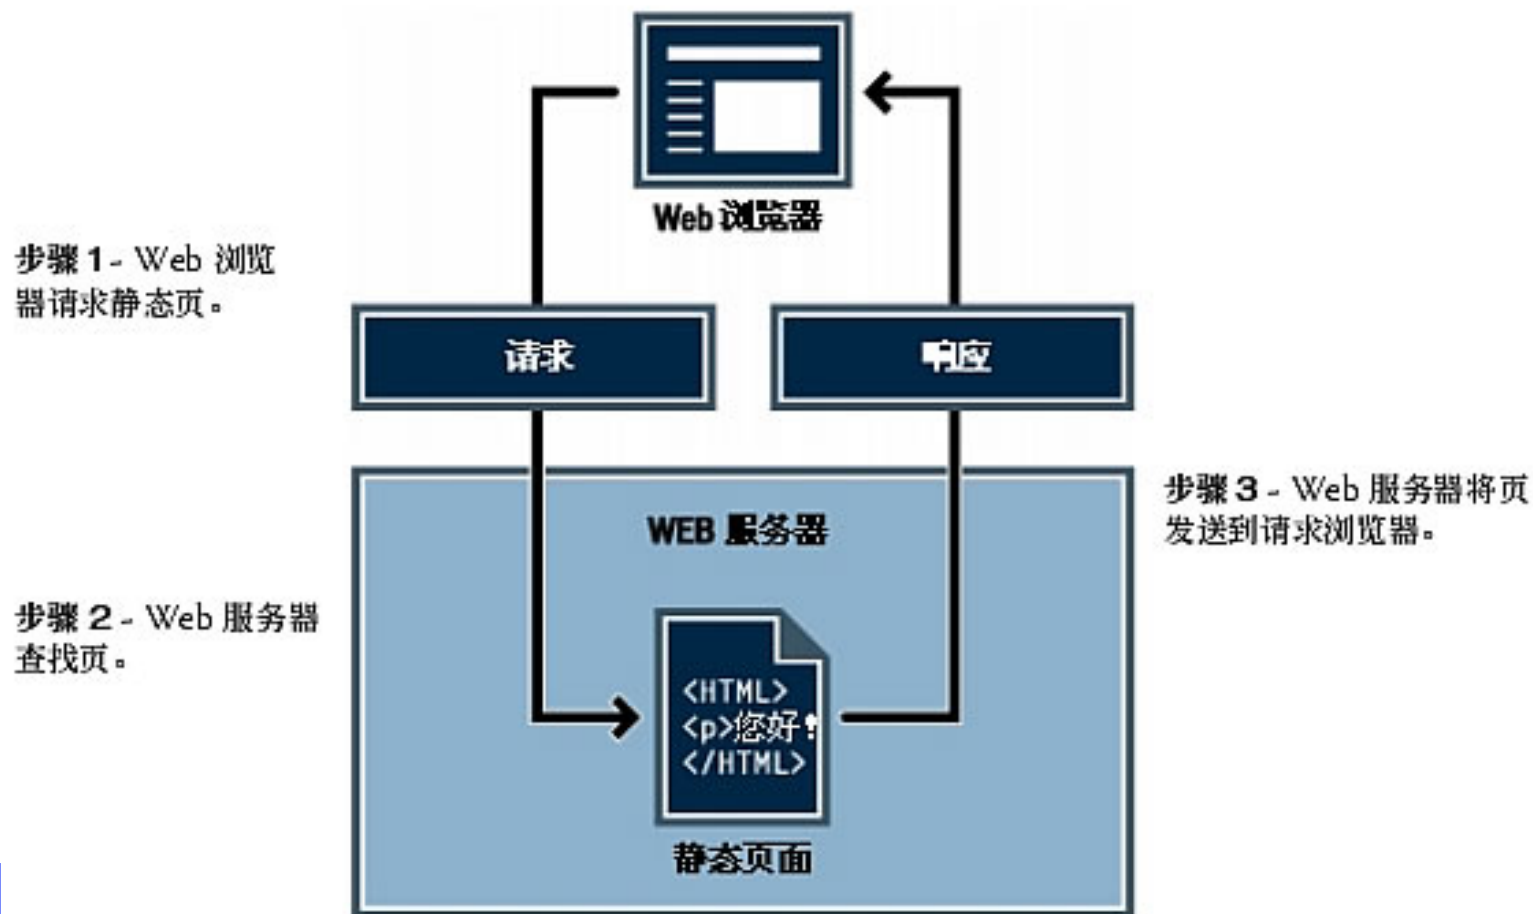 Web 浏览器
步骤 1 - Web 浏览
器请求静态页。
请求
响应
步骤 3 - Web 服务器将页
发送到请求浏览器。
WEB 服务器
步骤 2 - Web 服务器
查找页。
<HTML>
<p>您好!
</HTML>
静态页面